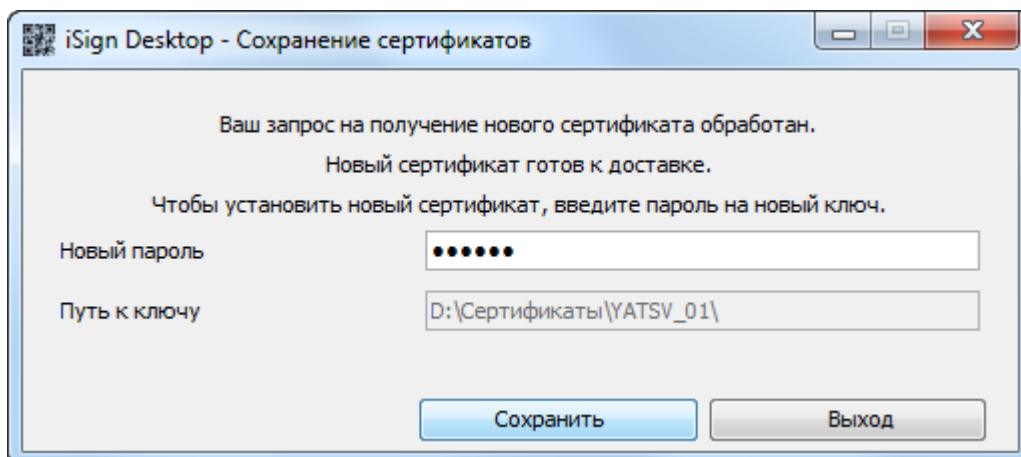 iSign Desktop - Сохранение сертификатов
Ваш запрос на получение нового сертификата обработан.
Новый сертификат готов к доставке.
Чтобы установить новый сертификат, введите пароль на новый ключ.
Новый пароль ••••••
Путь к ключу D:\Сертификаты\YATSV_01\
Сохранить Выход